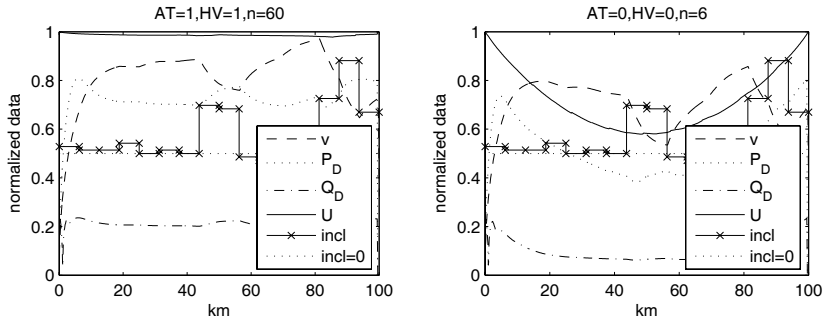 AT=1,HV=1,n=60
normalized data
1
0.8
0.6
0.4
0.2
0
0 20 40 60 80 100
km
v
P_D
Q_D
U
incl
incl=0
AT=0,HV=0,n=6
normalized data
1
0.8
0.6
0.4
0.2
0
0 20 40 60 80 100
km
v
P_D
Q_D
U
incl
incl=0